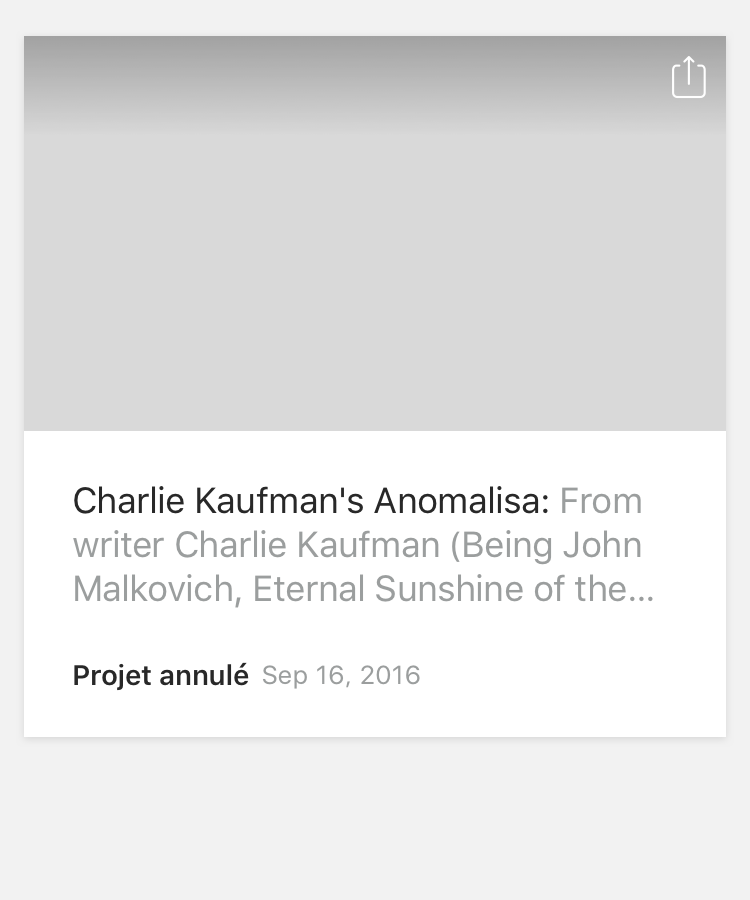 Charlie Kaufman's Anomalisa: From
writer Charlie Kaufman (Being John
Malkovich, Eternal Sunshine of the...
Projet annulé Sep 16, 2016